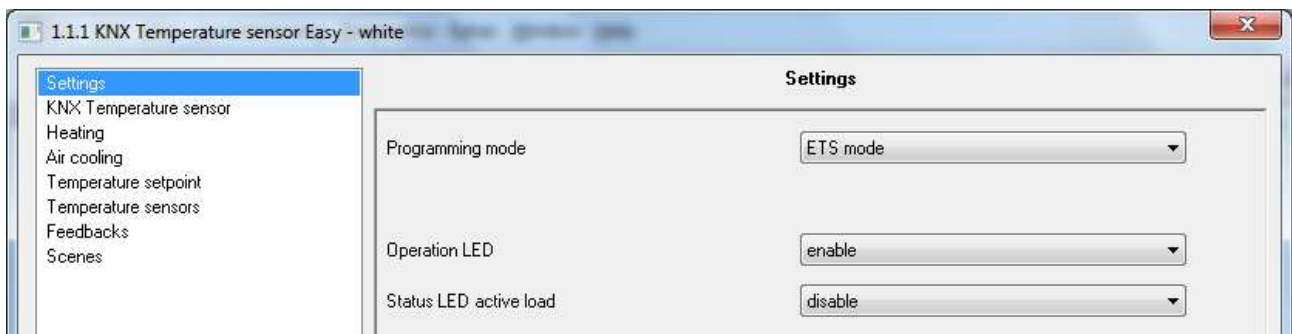 1.1.1 KNX Temperature sensor Easy - white
Settings
KNX Temperature sensor
Heating
Air cooling
Temperature setpoint
Temperature sensors
Feedbacks
Scenes
Settings
Programming mode ETS mode
Operation LED enable
Status LED active load disable